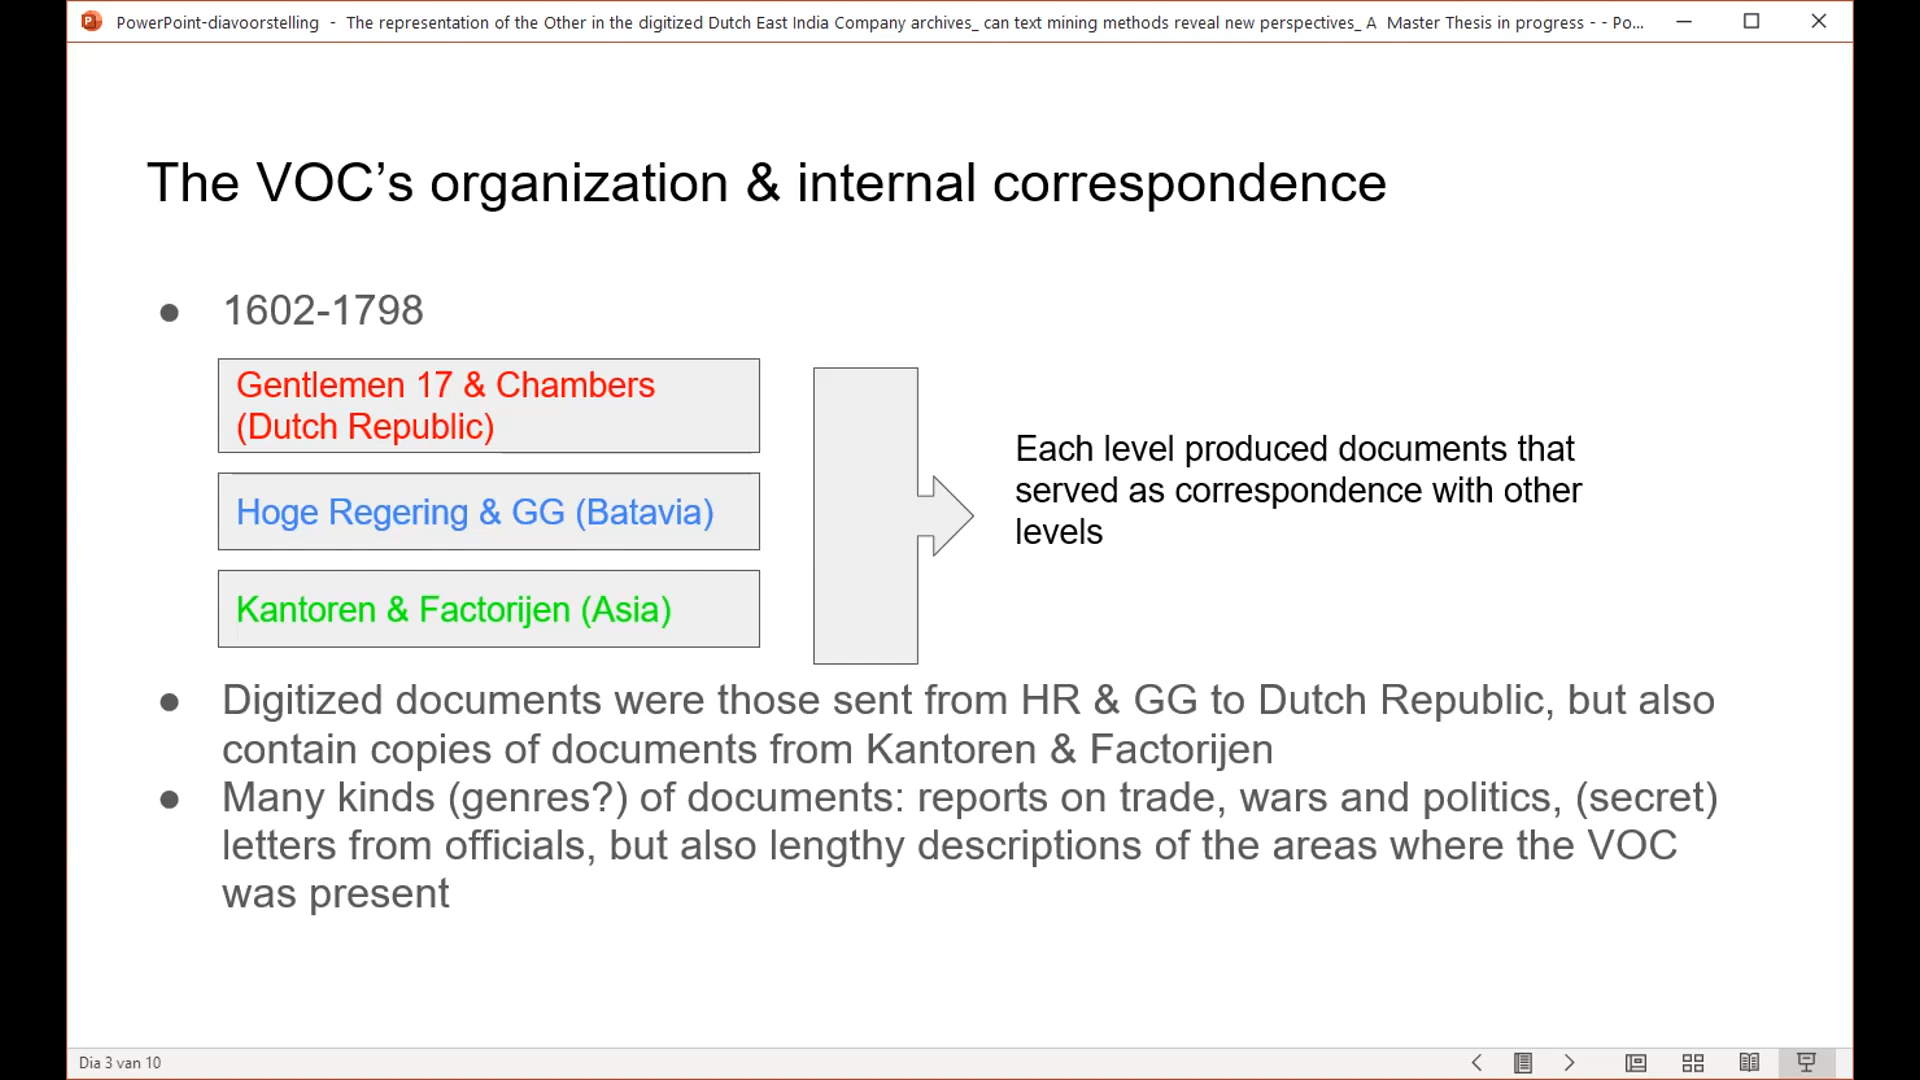 PowerPoint-diavoorstelling - The representation of the Other in the digitized Dutch East India Company archives_ can text mining methods reveal new perspectives_ A Master Thesis in progress - - Po...
The VOC’s organization & internal correspondence
● 1602-1798
Gentlemen 17 & Chambers
(Dutch Republic)
Hoge Regering & GG (Batavia)
Kantoren & Factorijen (Asia)
Each level produced documents that
served as correspondence with other
levels
● Digitized documents were those sent from HR & GG to Dutch Republic, but also
contain copies of documents from Kantoren & Factorijen
● Many kinds (genres?) of documents: reports on trade, wars and politics, (secret)
letters from officials, but also lengthy descriptions of the areas where the VOC
was present
Dia 3 van 10